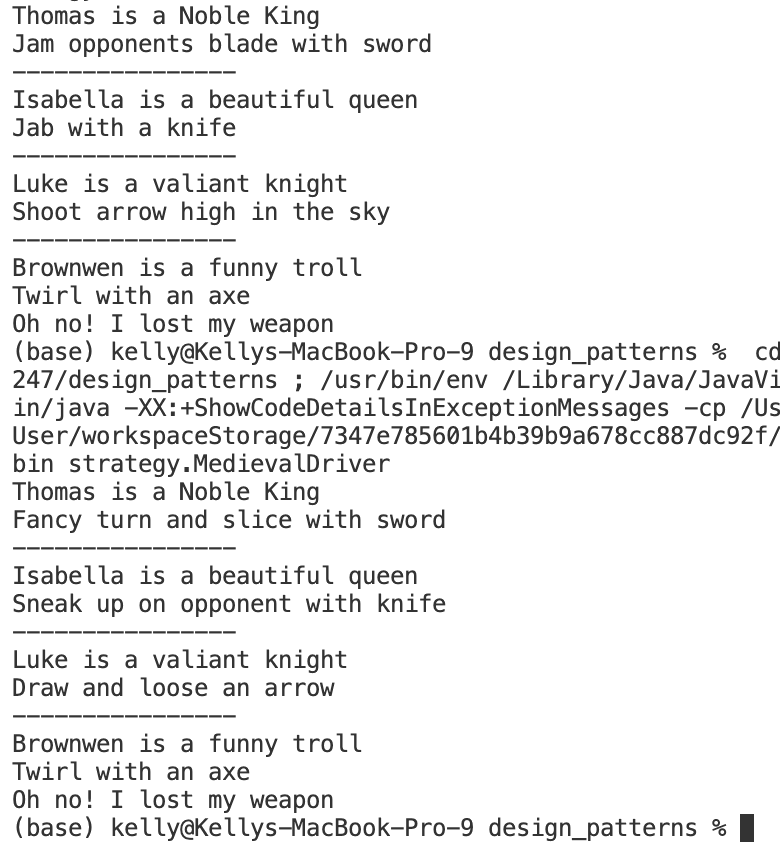 Thomas is a Noble King
Jam opponents blade with sword
----------------
Isabella is a beautiful queen
Jab with a knife
----------------
Luke is a valiant knight
Shoot arrow high in the sky
----------------
Brownwen is a funny troll
Twirl with an axe
Oh no! I lost my weapon
(base) kelly@Kellys-MacBook-Pro-9 design_patterns %  cd
247/design_patterns ; /usr/bin/env /Library/Java/JavaVi
in/java -XX:+ShowCodeDetailsInExceptionMessages -cp /Us
User/workspaceStorage/7347e785601b4b39b9a678cc887dc92f/
bin strategy.MedievalDriver
Thomas is a Noble King
Fancy turn and slice with sword
----------------
Isabella is a beautiful queen
Sneak up on opponent with knife
----------------
Luke is a valiant knight
Draw and loose an arrow
----------------
Brownwen is a funny troll
Twirl with an axe
Oh no! I lost my weapon
(base) kelly@Kellys-MacBook-Pro-9 design_patterns %